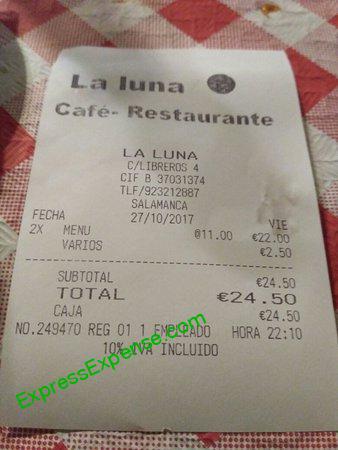 La luna
Café- Restaurante
LA LUNA
C/LIBREROS 4
CIF B 37031374
TLF/923212887
SALAMANCA
FECHA 27/10/2017 VIE
2X MENU @11.00 €22.00
VARIOS €2.50
SUBTOTAL €24.50
TOTAL €24.50
CAJA €24.50
NO.249470 REG 01 1 EMPLEADO HORA 22:10
10% IVA INCLUIDO
ExpressExpense.com